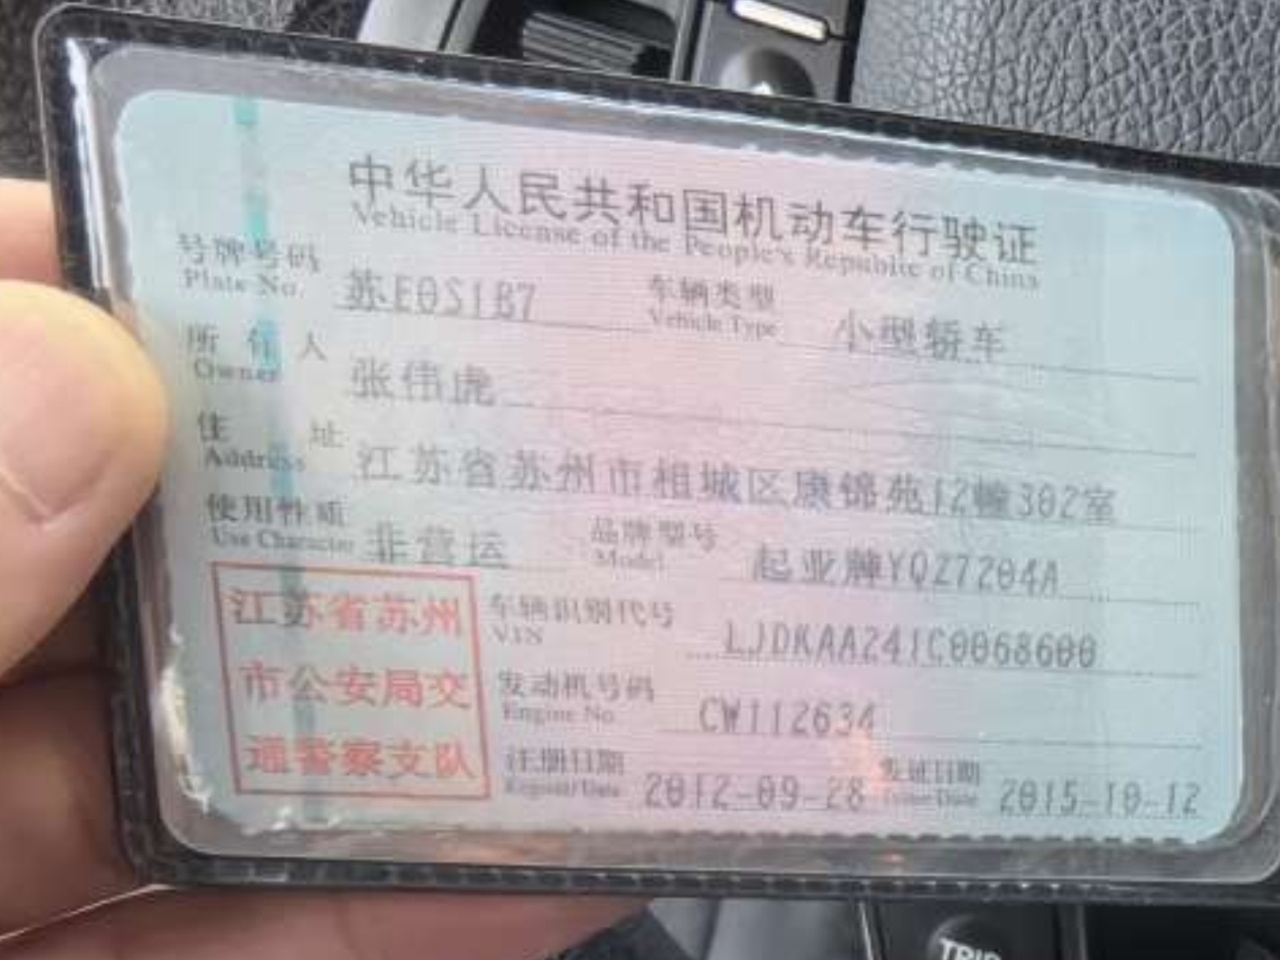 中华人民共和国机动车行驶证
Vehicle License of the People's Republic of China
号牌号码 苏E0S1B7 车辆类型 小型轿车
Plate No. Vehicle Type
所有人 张伟虎
Owner
住址 江苏省苏州市相城区康锦苑12幢302室
Address
使用性质 非营运 品牌型号 起亚牌YQZ7204A
Use Character Model
江苏省苏州
市公安局交
通警察支队
车辆识别代号 LJDKAA241C0068600
VIN
发动机号码 CW112634
Engine No.
注册日期 2012-09-28 发证日期 2015-10-12
Register Date Issue Date
TRIP